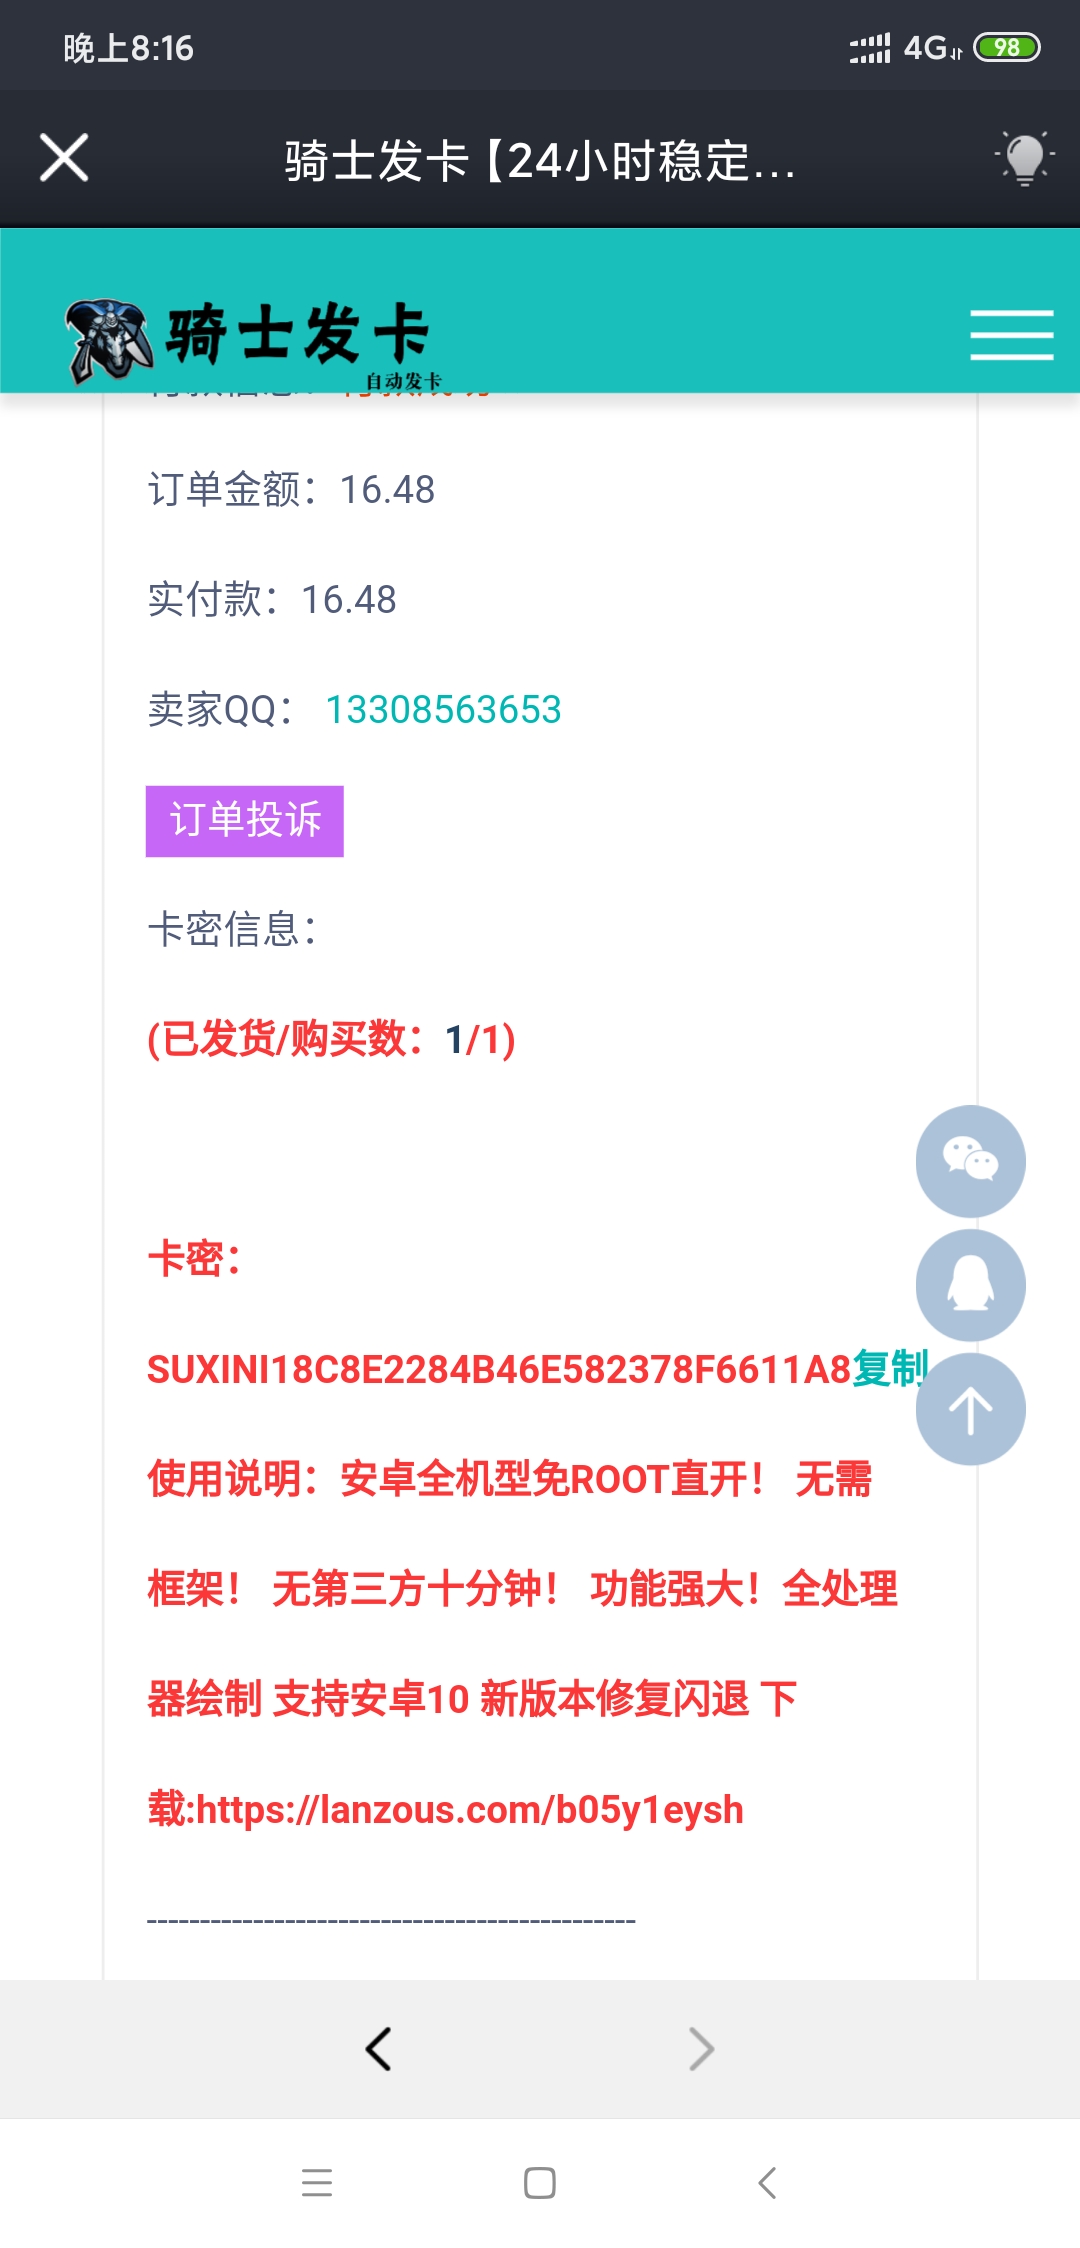 晚上8:16
4G
98
骑士发卡【24小时稳定...
骑士发卡
自动发卡
订单金额：16.48
实付款：16.48
卖家QQ： 13308563653
订单投诉
卡密信息：
(已发货/购买数：1/1)
卡密：
SUXINI18C8E2284B46E582378F6611A8复制
使用说明：安卓全机型免ROOT直开！ 无需
框架！ 无第三方十分钟！ 功能强大！全处理
器绘制 支持安卓10 新版本修复闪退 下
载:https://lanzous.com/b05y1eysh
----------------------------------------------